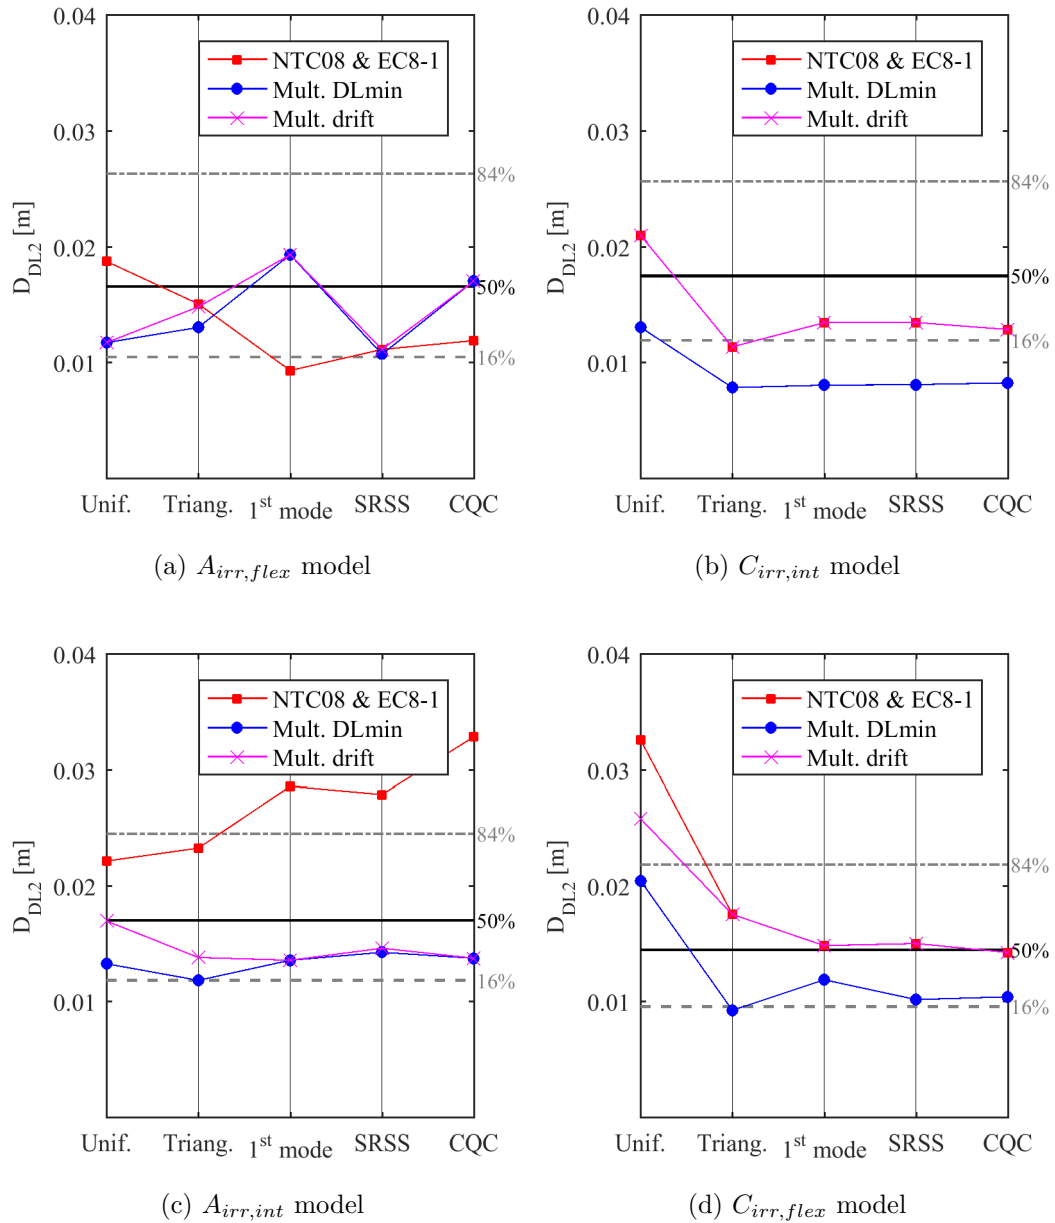 0.04
0.03
0.02
0.01
D_DL2 [m]
NTC08 & EC8-1
Mult. DLmin
Mult. drift
84%
50%
16%
Unif. Triang. 1st mode SRSS CQC
(a) A_irr,flex model
0.04
0.03
0.02
0.01
D_DL2 [m]
NTC08 & EC8-1
Mult. DLmin
Mult. drift
84%
50%
16%
Unif. Triang. 1st mode SRSS CQC
(b) C_irr,int model
0.04
0.03
0.02
0.01
D_DL2 [m]
NTC08 & EC8-1
Mult. DLmin
Mult. drift
84%
50%
16%
Unif. Triang. 1st mode SRSS CQC
(c) A_irr,int model
0.04
0.03
0.02
0.01
D_DL2 [m]
NTC08 & EC8-1
Mult. DLmin
Mult. drift
84%
50%
16%
Unif. Triang. 1st mode SRSS CQC
(d) C_irr,flex model